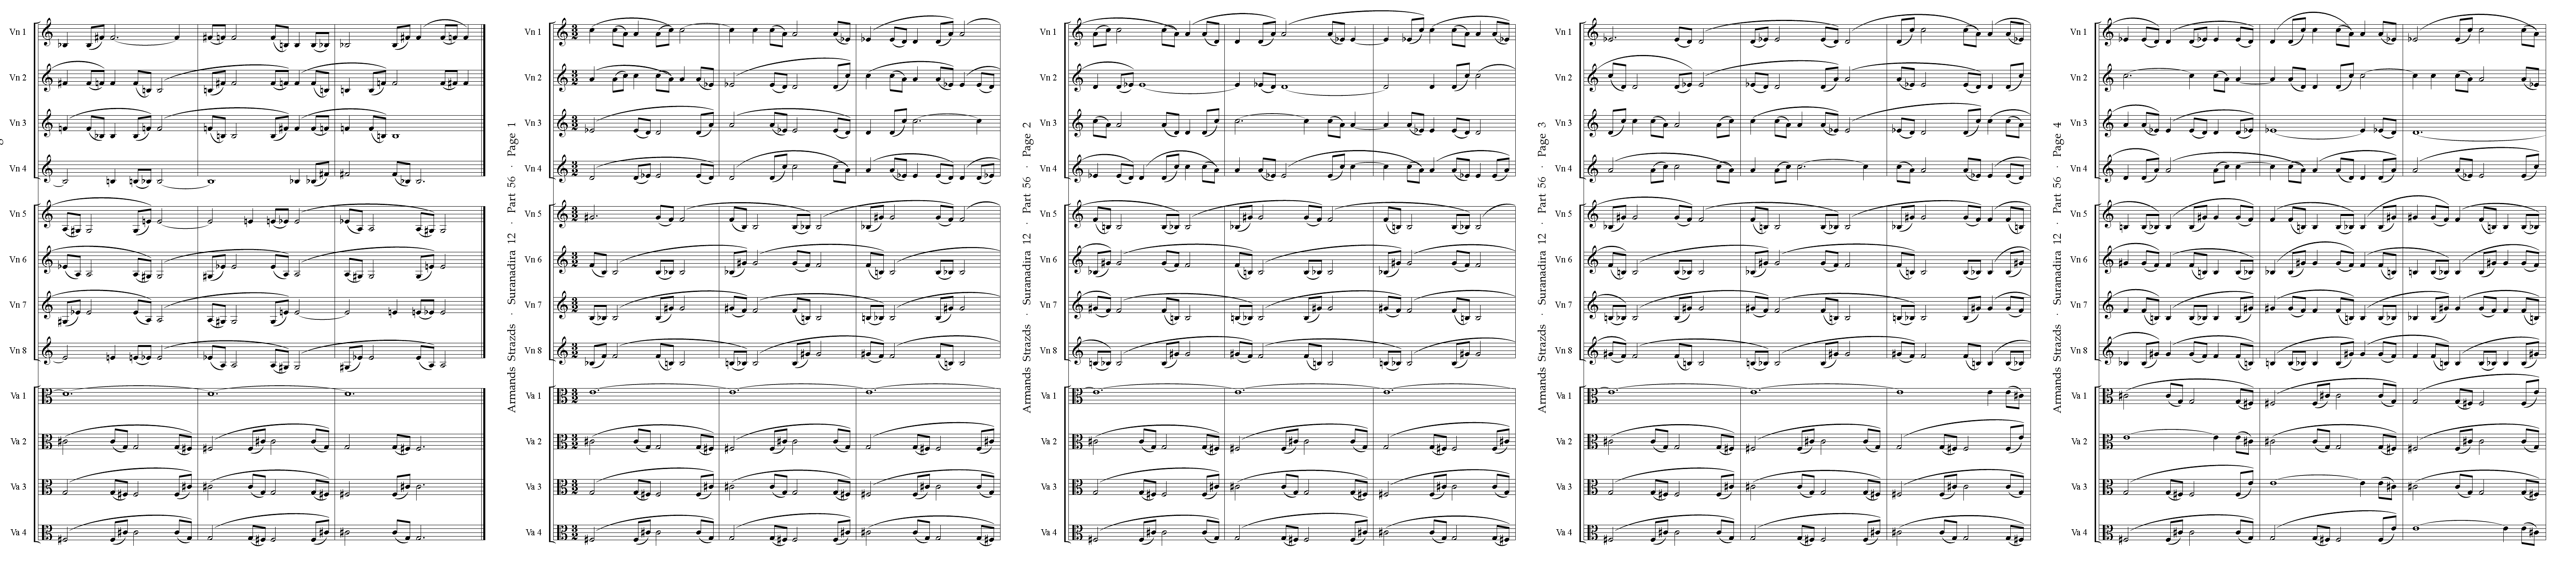 Vn 1
Vn 2
Vn 3
Vn 4
Vn 5
Vn 6
Vn 7
Vn 8
Va 1
Va 2
Va 3
Va 4
Armands Strazds · Suranadira 12 · Part 56 · Page 1
Vn 1
Vn 2
Vn 3
Vn 4
Vn 5
Vn 6
Vn 7
Vn 8
Va 1
Va 2
Va 3
Va 4
Armands Strazds · Suranadira 12 · Part 56 · Page 2
Vn 1
Vn 2
Vn 3
Vn 4
Vn 5
Vn 6
Vn 7
Vn 8
Va 1
Va 2
Va 3
Va 4
Armands Strazds · Suranadira 12 · Part 56 · Page 3
Vn 1
Vn 2
Vn 3
Vn 4
Vn 5
Vn 6
Vn 7
Vn 8
Va 1
Va 2
Va 3
Va 4
Armands Strazds · Suranadira 12 · Part 56 · Page 4
Vn 1
Vn 2
Vn 3
Vn 4
Vn 5
Vn 6
Vn 7
Vn 8
Va 1
Va 2
Va 3
Va 4